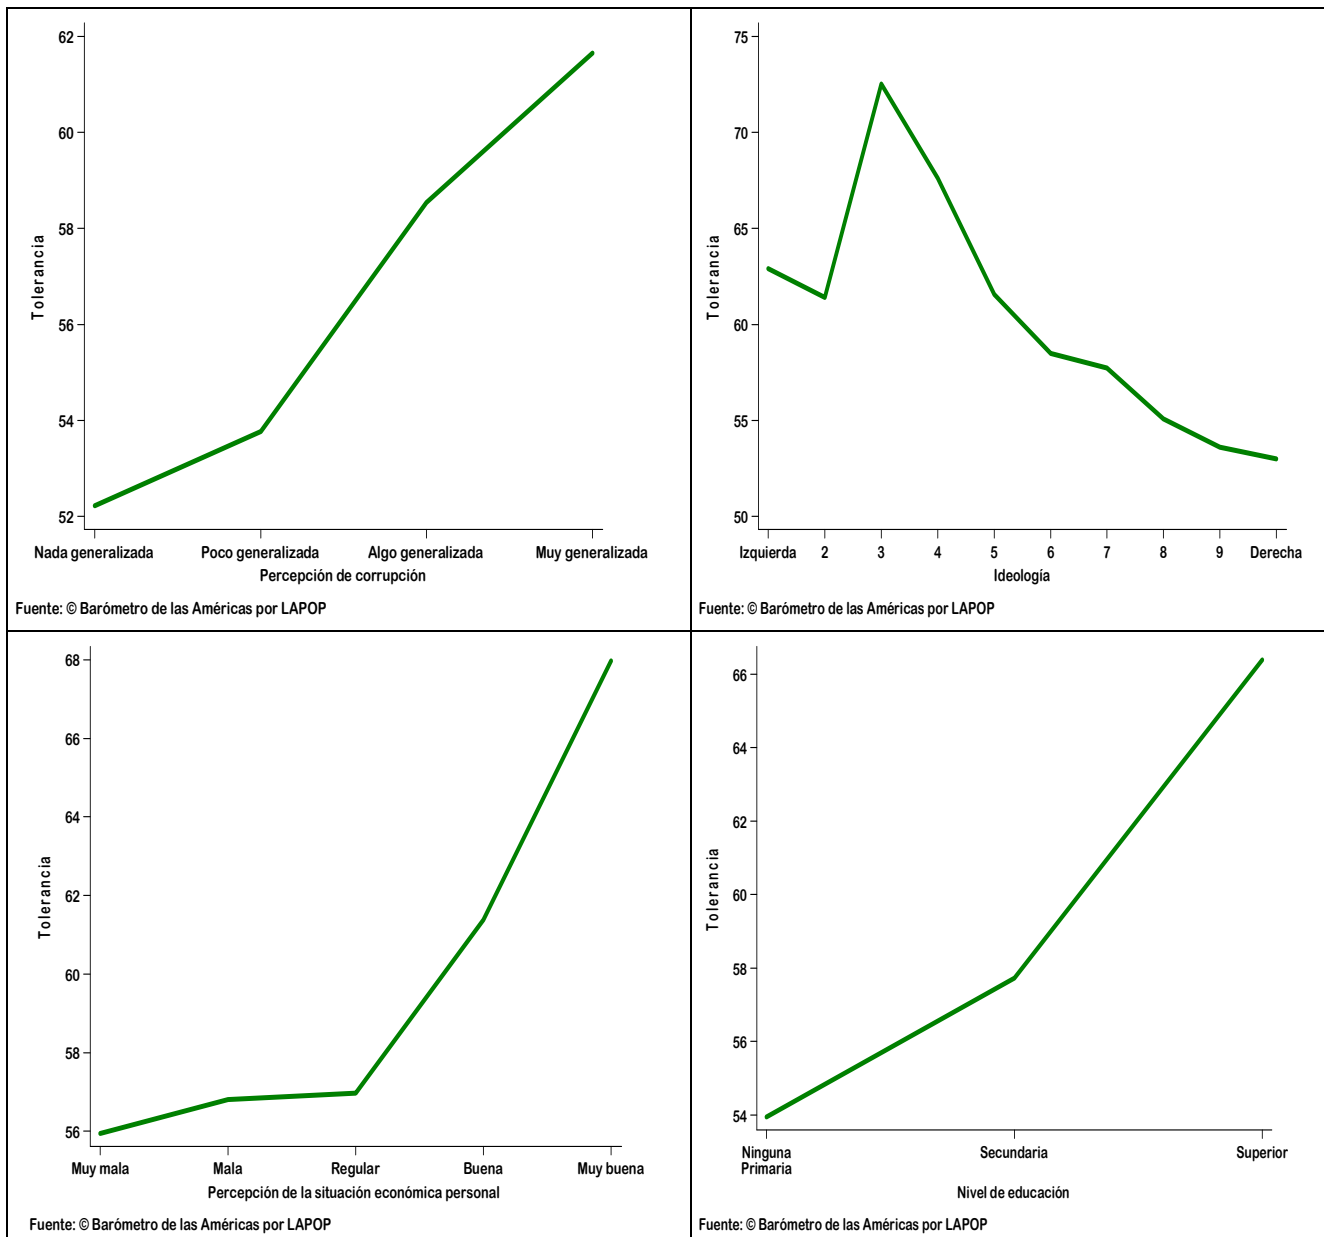 62
60
58
56
54
52
Tolerancia
Nada generalizada
Poco generalizada
Algo generalizada
Muy generalizada
Percepción de corrupción
Fuente: © Barómetro de las Américas por LAPOP
75
70
65
60
55
50
Tolerancia
Izquierda
2
3
4
5
6
7
8
9
Derecha
Ideología
Fuente: © Barómetro de las Américas por LAPOP
68
66
64
62
60
58
56
Tolerancia
Muy mala
Mala
Regular
Buena
Muy buena
Percepción de la situación económica personal
Fuente: © Barómetro de las Américas por LAPOP
66
64
62
60
58
56
54
Tolerancia
Ninguna
Primaria
Secundaria
Superior
Nivel de educación
Fuente: © Barómetro de las Américas por LAPOP